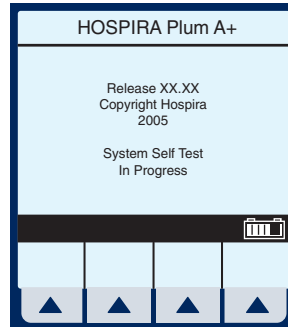 HOSPIRA Plum A+
Release XX.XX
Copyright Hospira
2005
System Self Test
In Progress